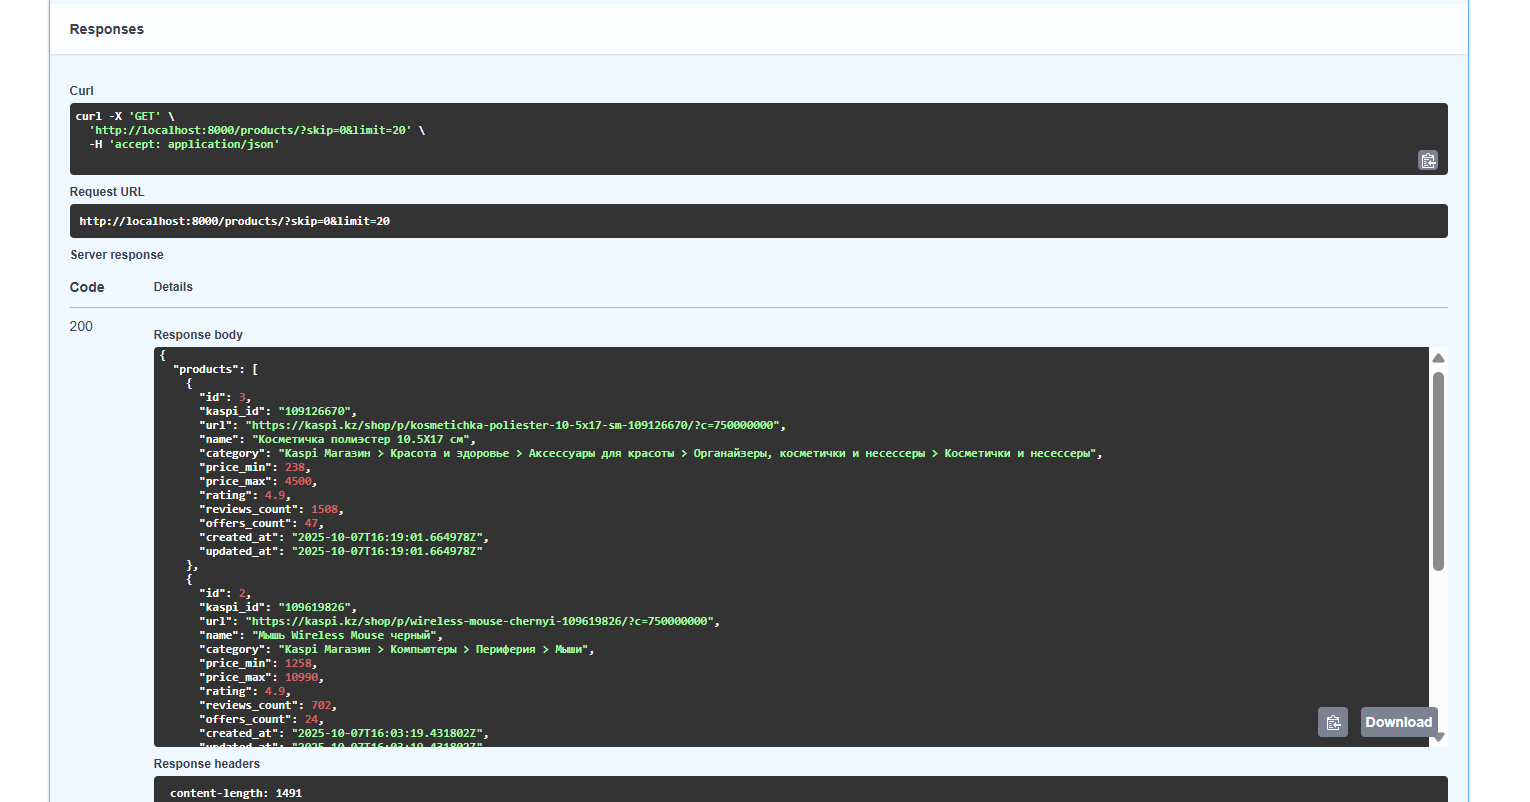 Responses
Curl
curl -X 'GET' \
  'http://localhost:8000/products/?skip=0&limit=20' \
  -H 'accept: application/json'
Request URL
http://localhost:8000/products/?skip=0&limit=20
Server response
Code Details
200
Response body
{
  "products": [
    {
      "id": 3,
      "kaspi_id": "109126670",
      "url": "https://kaspi.kz/shop/p/kosmetichka-poliester-10-5x17-sm-109126670/?c=750000000",
      "name": "Косметичка полиэстер 10.5X17 см",
      "category": "Kaspi Магазин > Красота и здоровье > Аксессуары для красоты > Органайзеры, косметички и несессеры > Косметички и несессеры",
      "price_min": 238,
      "price_max": 4500,
      "rating": 4.9,
      "reviews_count": 1508,
      "offers_count": 47,
      "created_at": "2025-10-07T16:19:01.664978Z",
      "updated_at": "2025-10-07T16:19:01.664978Z"
    },
    {
      "id": 2,
      "kaspi_id": "109619826",
      "url": "https://kaspi.kz/shop/p/wireless-mouse-chernyi-109619826/?c=750000000",
      "name": "Мышь Wireless Mouse черный",
      "category": "Kaspi Магазин > Компьютеры > Периферия > Мыши",
      "price_min": 1258,
      "price_max": 10990,
      "rating": 4.9,
      "reviews_count": 702,
      "offers_count": 24,
      "created_at": "2025-10-07T16:03:19.431802Z",
      "updated_at": "2025-10-07T16:03:19.431802Z"
Download
Response headers
content-length: 1491